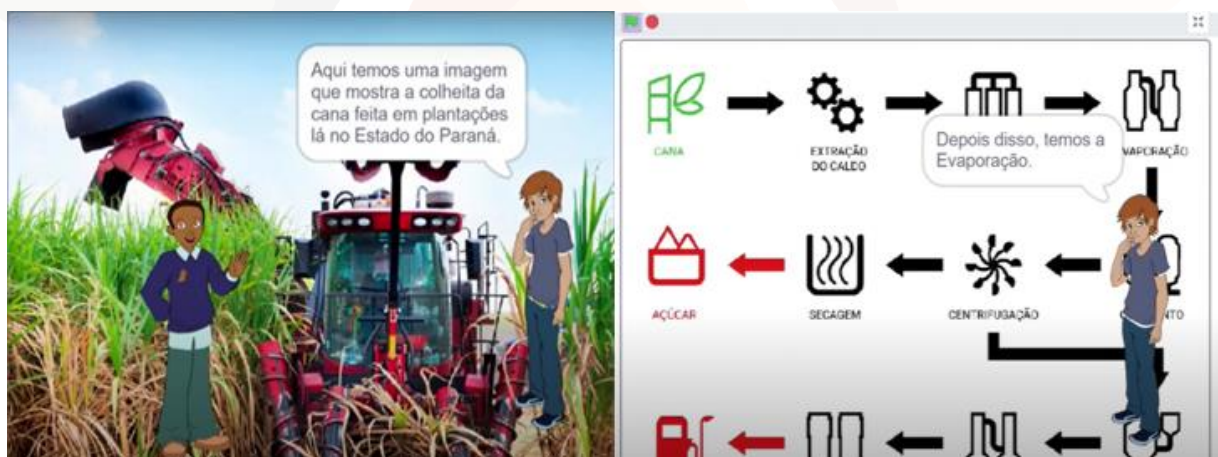 Aqui temos uma imagem
que mostra a colheita da
cana feita em plantações
lá no Estado do Paraná.
CANA
EXTRAÇÃO
DO CALDO
Depois disso, temos a
Evaporação.
AÇÚCAR
SECAGEM
CENTRIFUGAÇÃO